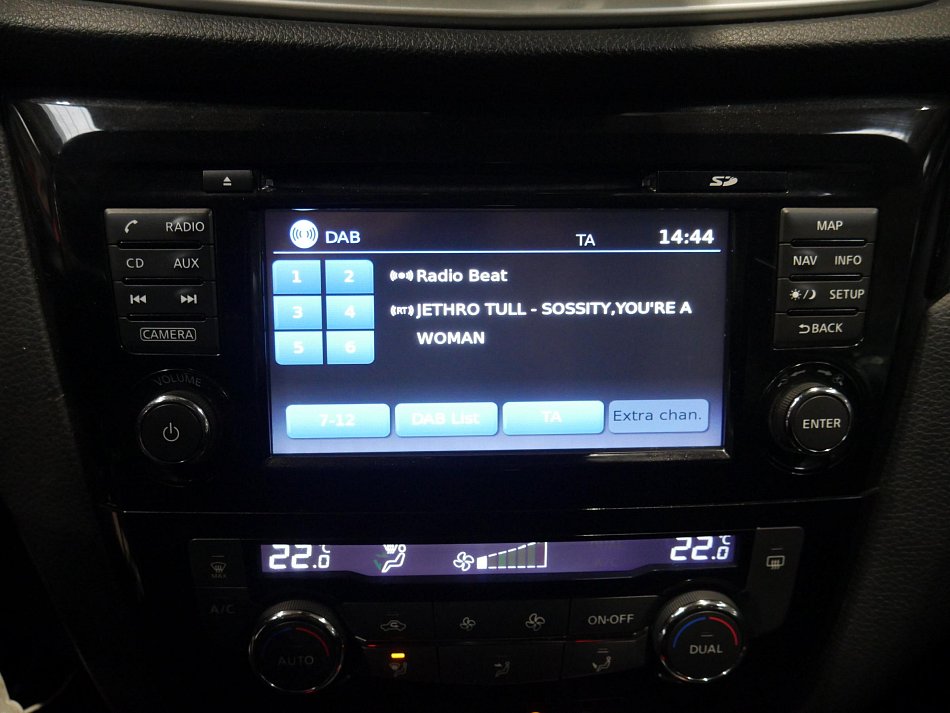 SD
RADIO
CD AUX
CAMERA
VOLUME
DAB TA 14:44
1 2
3 4
5 6
Radio Beat
(RT) JETHRO TULL - SOSSITY,YOU'RE A
WOMAN
7-12 DAB List TA Extra chan.
MAP
NAV INFO
SETUP
BACK
ENTER
22.0 °C 22.0 °C
MAX
A/C
ON·OFF
AUTO
DUAL